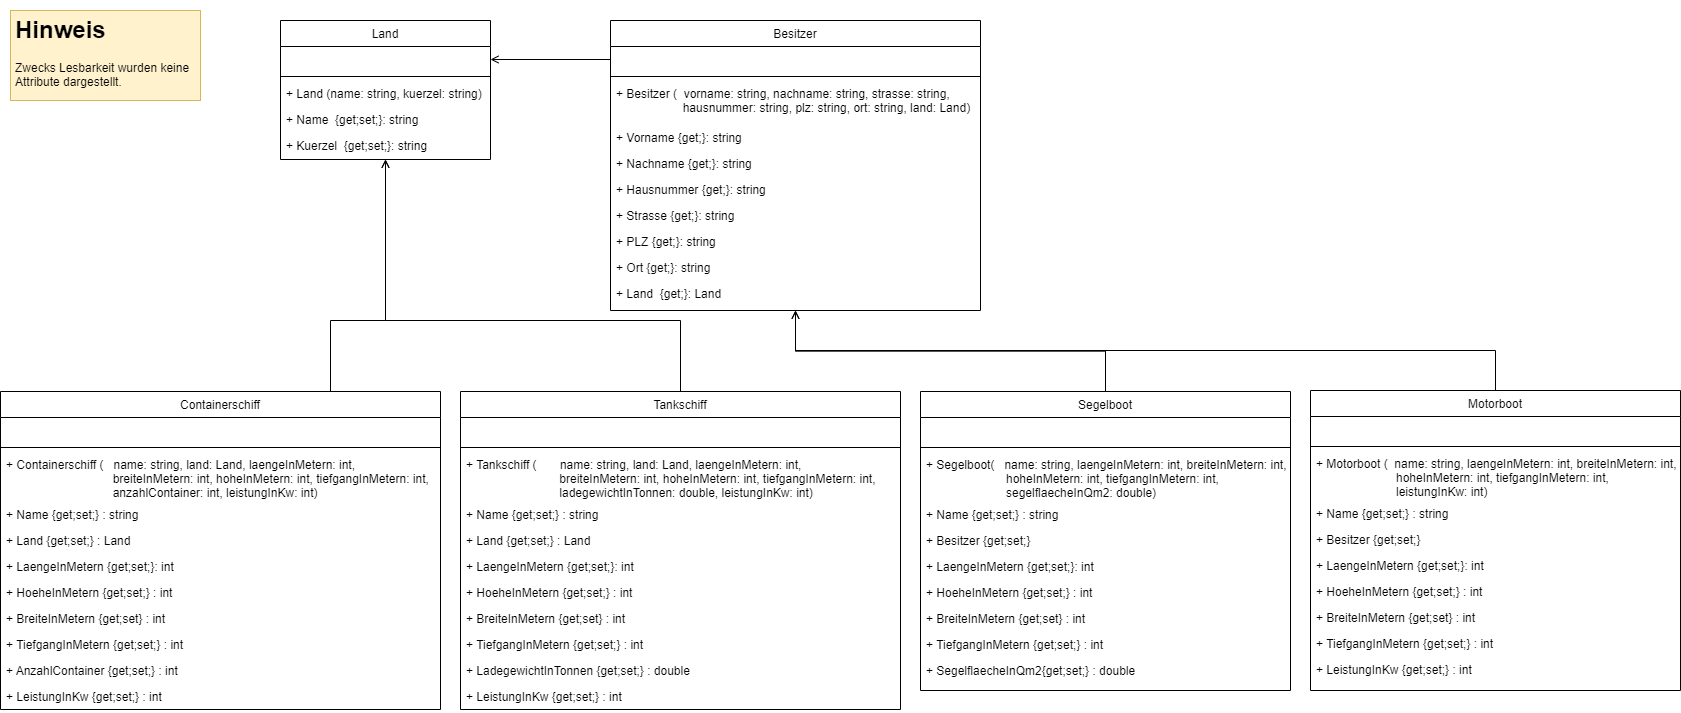 Hinweis
Zwecks Lesbarkeit wurden keine
Attribute dargestellt.
Land
+ Land (name: string, kuerzel: string)
+ Name {get;set;}: string
+ Kuerzel {get;set;}: string
Besitzer
+ Besitzer ( vorname: string, nachname: string, strasse: string,
hausnummer: string, plz: string, ort: string, land: Land)
+ Vorname {get;}: string
+ Nachname {get;}: string
+ Hausnummer {get;}: string
+ Strasse {get;}: string
+ PLZ {get;}: string
+ Ort {get;}: string
+ Land {get;}: Land
Containerschiff
+ Containerschiff ( name: string, land: Land, laengeInMetern: int,
breiteInMetern: int, hoheInMetern: int, tiefgangInMetern: int,
anzahlContainer: int, leistungInKw: int)
+ Name {get;set;} : string
+ Land {get;set;} : Land
+ LaengeInMetern {get;set;}: int
+ HoeheInMetern {get;set;} : int
+ BreiteInMetern {get;set} : int
+ TiefgangInMetern {get;set;} : int
+ AnzahlContainer {get;set;} : int
+ LeistungInKw {get;set;} : int
Tankschiff
+ Tankschiff ( name: string, land: Land, laengeInMetern: int,
breiteInMetern: int, hoheInMetern: int, tiefgangInMetern: int,
ladegewichtInTonnen: double, leistungInKw: int)
+ Name {get;set;} : string
+ Land {get;set;} : Land
+ LaengeInMetern {get;set;}: int
+ HoeheInMetern {get;set;} : int
+ BreiteInMetern {get;set} : int
+ TiefgangInMetern {get;set;} : int
+ LadegewichtInTonnen {get;set;} : double
+ LeistungInKw {get;set;} : int
Segelboot
+ Segelboot( name: string, laengeInMetern: int, breiteInMetern: int,
hoheInMetern: int, tiefgangInMetern: int,
segelflaecheInQm2: double)
+ Name {get;set;} : string
+ Besitzer {get;set;}
+ LaengeInMetern {get;set;}: int
+ HoeheInMetern {get;set;} : int
+ BreiteInMetern {get;set} : int
+ TiefgangInMetern {get;set;} : int
+ SegelflaecheInQm2{get;set;} : double
Motorboot
+ Motorboot ( name: string, laengeInMetern: int, breiteInMetern: int,
hoheInMetern: int, tiefgangInMetern: int,
leistungInKw: int)
+ Name {get;set;} : string
+ Besitzer {get;set;}
+ LaengeInMetern {get;set;}: int
+ HoeheInMetern {get;set;} : int
+ BreiteInMetern {get;set} : int
+ TiefgangInMetern {get;set;} : int
+ LeistungInKw {get;set;} : int